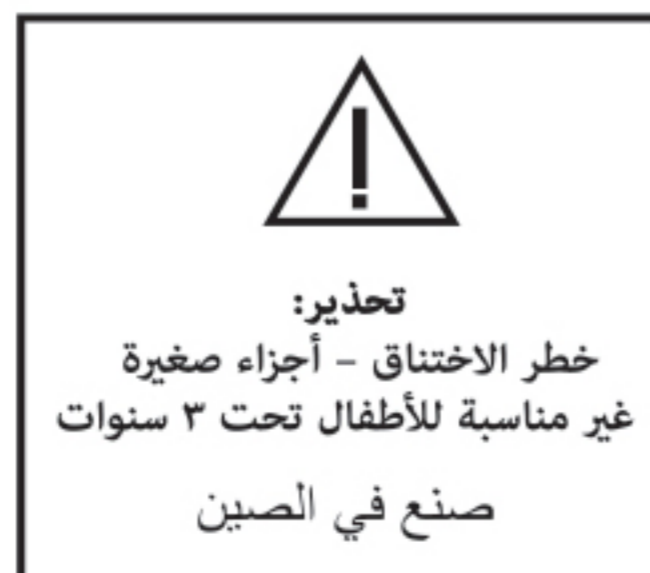 تحذير:
خطر الاختناق – أجزاء صغيرة
غير مناسبة للأطفال تحت ٣ سنوات
صنع في الصين